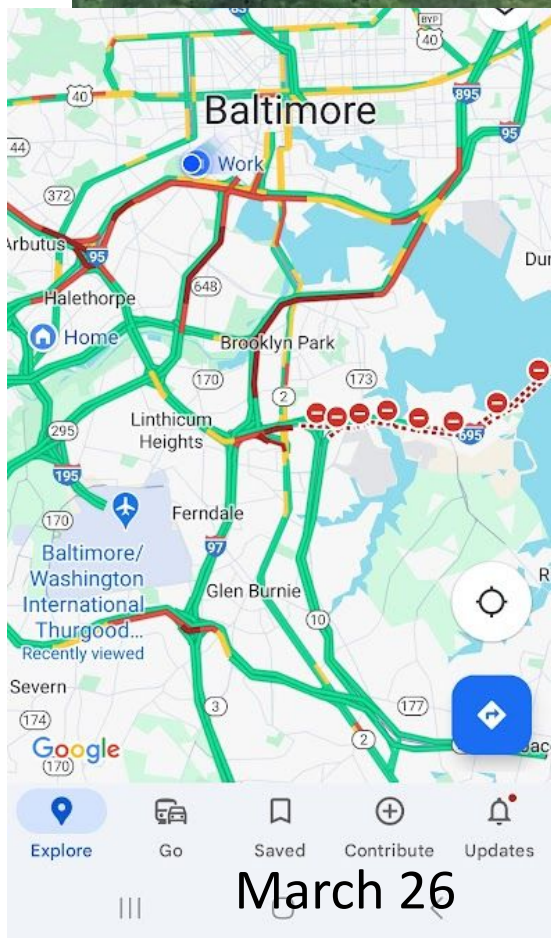 83
BYP
40
40
895
Baltimore
95
44
Work
372
Arbutus
95
Dun
648
Halethorpe
Home
Brooklyn Park
170
173
2
Linthicum
Heights
695
295
195
170
Ferndale
Baltimore/
Washington
International
Thurgood...
Recently viewed
97
Glen Burnie
R
10
Severn
3
177
174
Google
2
170
Explore
Go
Saved
Contribute
Updates
March 26